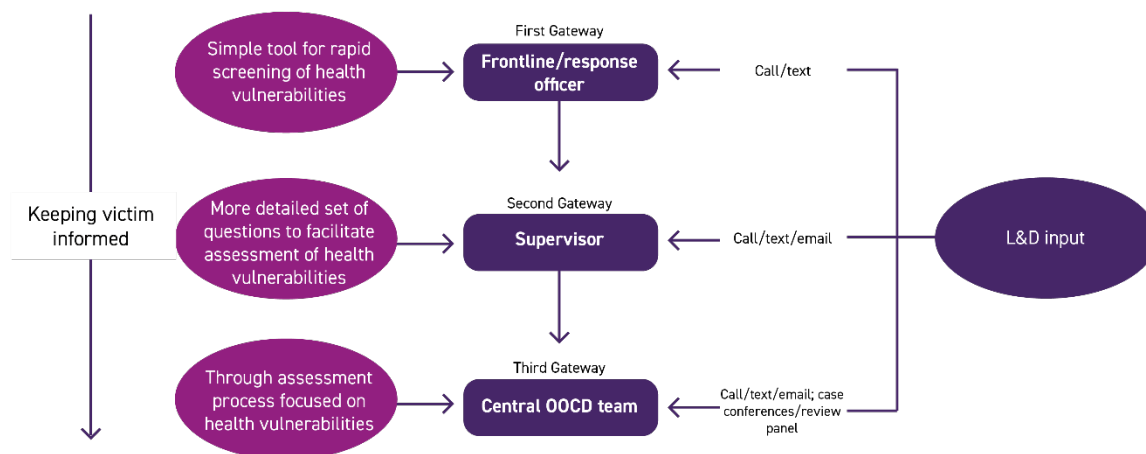 First Gateway
Simple tool for rapid
screening of health
vulnerabilities
Frontline/response
officer
Call/text
Keeping victim
informed
Second Gateway
More detailed set of
questions to facilitate
assessment of health
vulnerabilities
Supervisor
Call/text/email
L&D input
Third Gateway
Through assessment
process focused on
health vulnerabilities
Central OOCD team
Call/text/email; case
conferences/review
panel